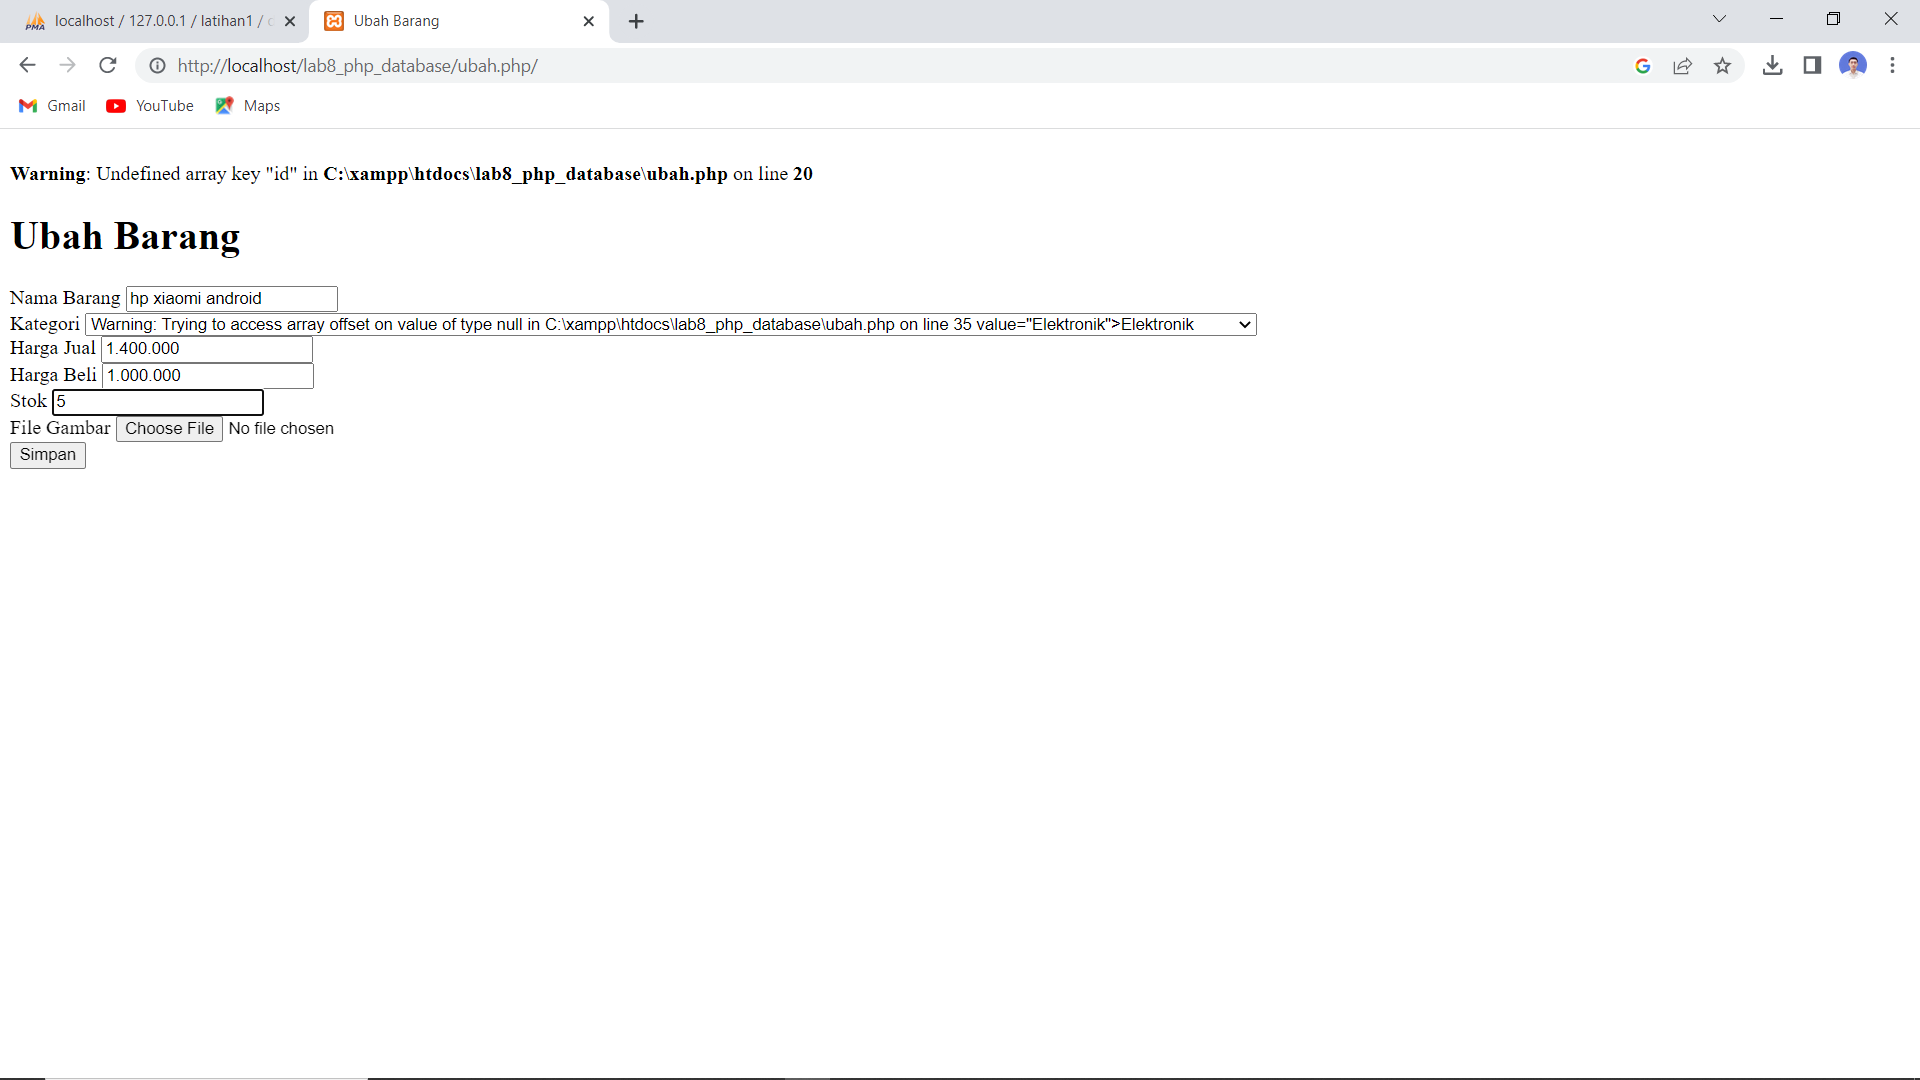 localhost / 127.0.0.1 / latihan1 /
Ubah Barang
http://localhost/lab8_php_database/ubah.php/
Gmail
YouTube
Maps
Warning: Undefined array key "id" in C:\xampp\htdocs\lab8_php_database\ubah.php on line 20
Ubah Barang
Nama Barang hp xiaomi android
Kategori Warning: Trying to access array offset on value of type null in C:\xampp\htdocs\lab8_php_database\ubah.php on line 35 value="Elektronik">Elektronik
Harga Jual 1.400.000
Harga Beli 1.000.000
Stok 5
File Gambar Choose File No file chosen
Simpan